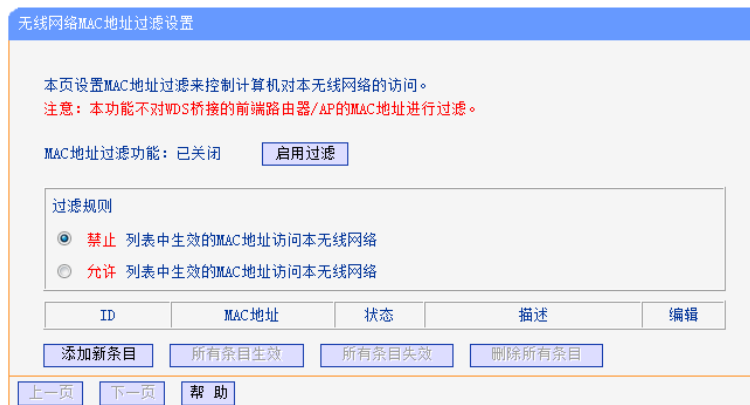 无线网络MAC地址过滤设置
本页设置MAC地址过滤来控制计算机对本无线网络的访问。
注意：本功能不对WDS桥接的前端路由器/AP的MAC地址进行过滤。
MAC地址过滤功能：已关闭 启用过滤
过滤规则
禁止 列表中生效的MAC地址访问本无线网络
允许 列表中生效的MAC地址访问本无线网络
ID MAC地址 状态 描述 编辑
添加新条目 所有条目生效 所有条目失效 删除所有条目
上一页 下一页 帮 助